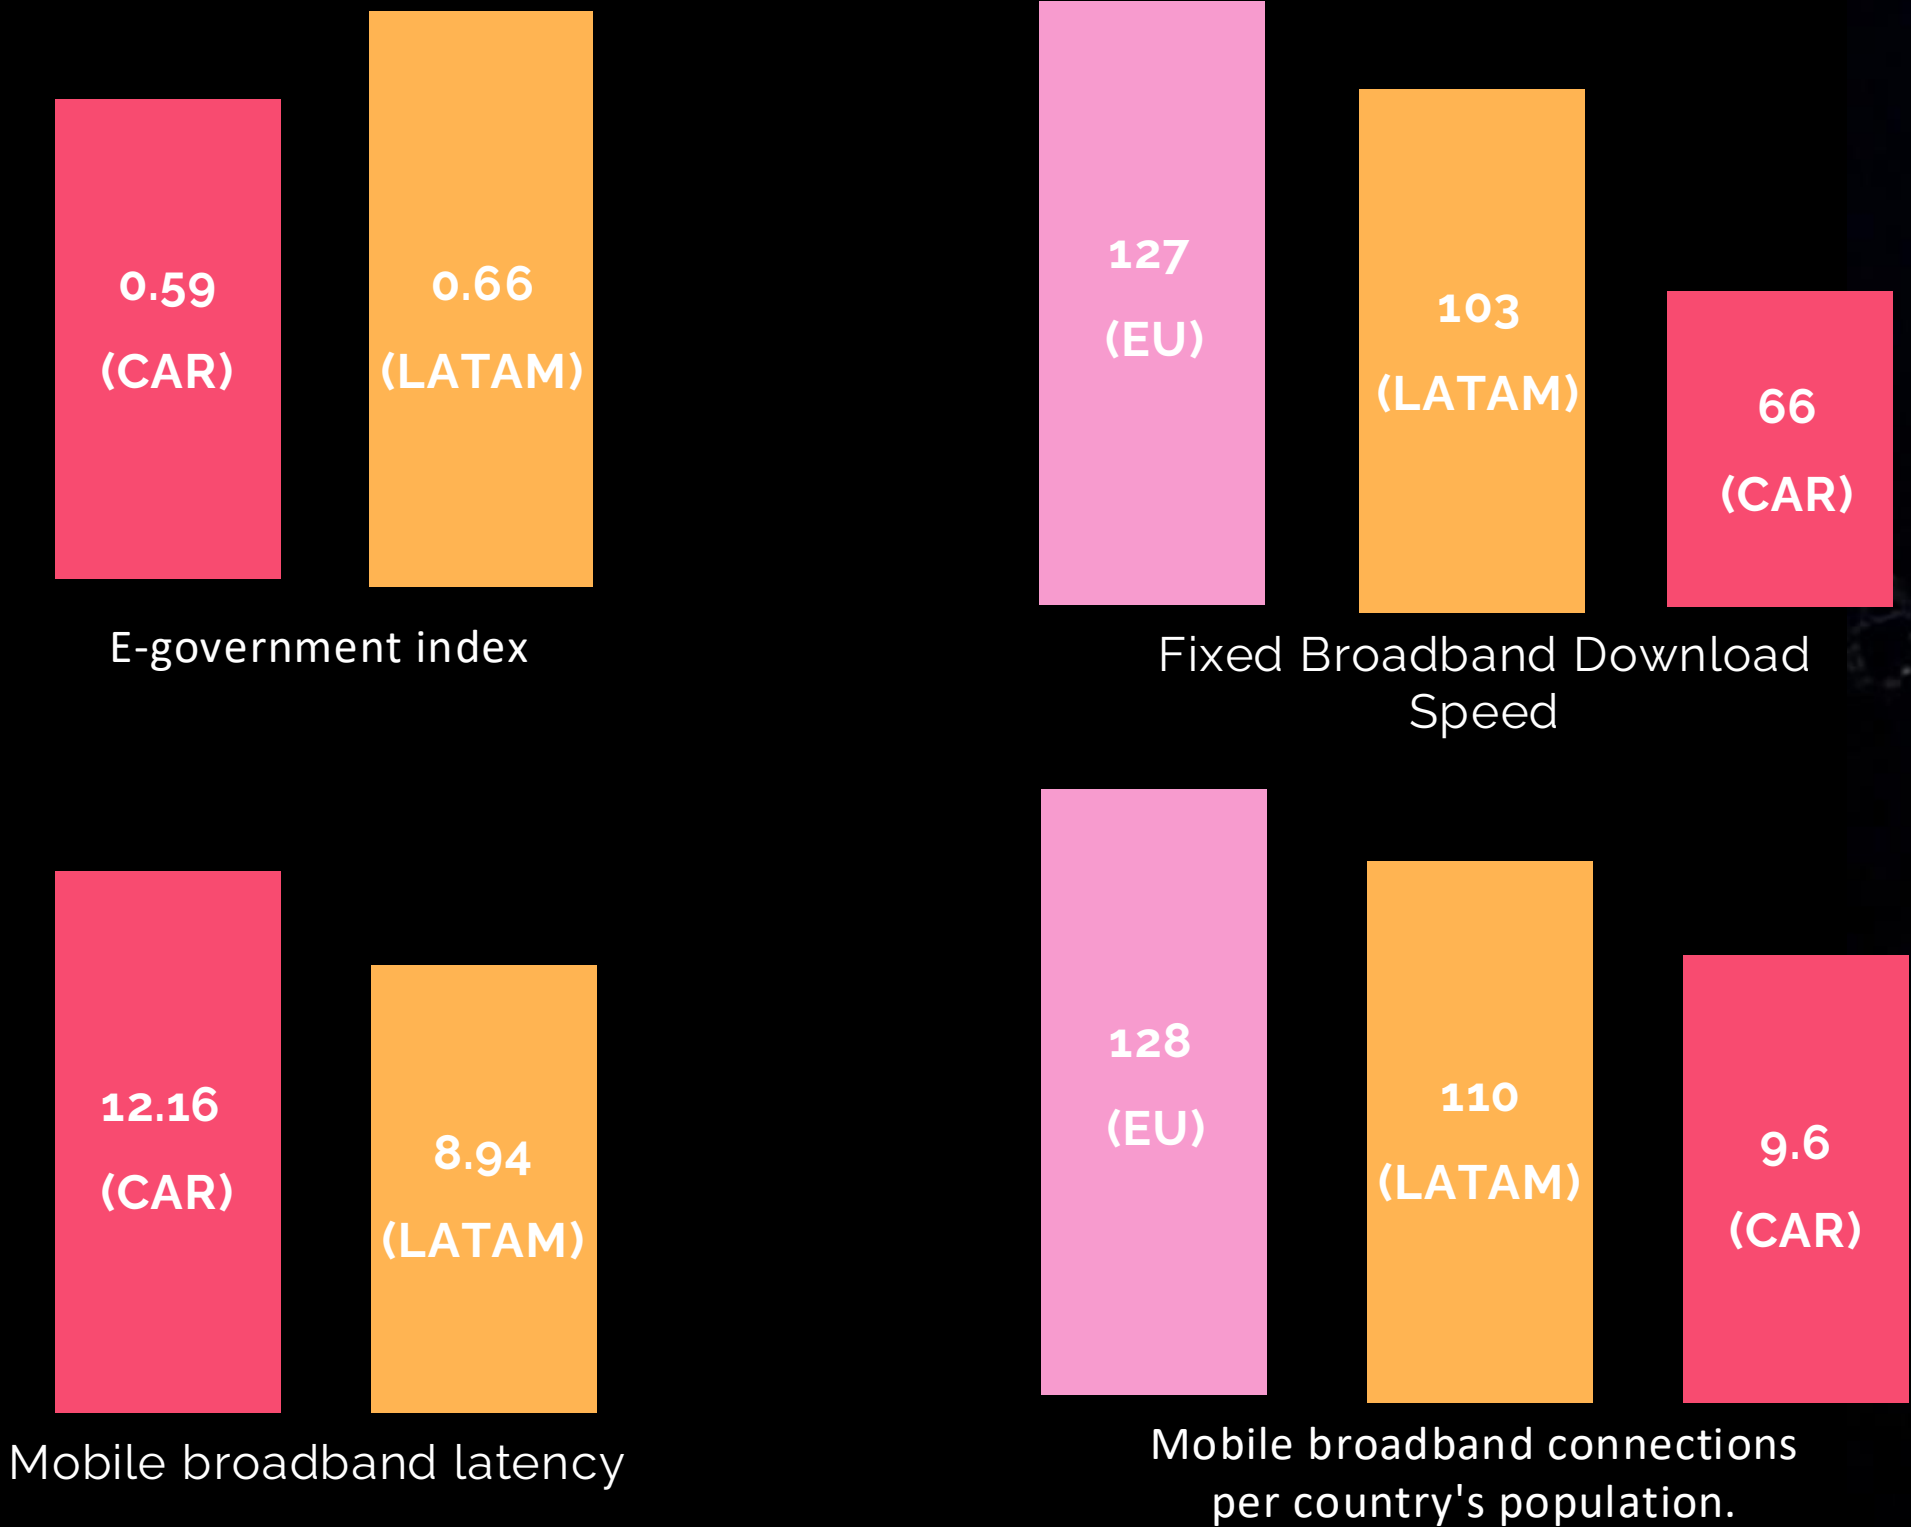 0.59
(CAR)
0.66
(LATAM)
E-government index
127
(EU)
103
(LATAM)
66
(CAR)
Fixed Broadband Download
Speed
12.16
(CAR)
8.94
(LATAM)
Mobile broadband latency
128
(EU)
110
(LATAM)
9.6
(CAR)
Mobile broadband connections
per country's population.